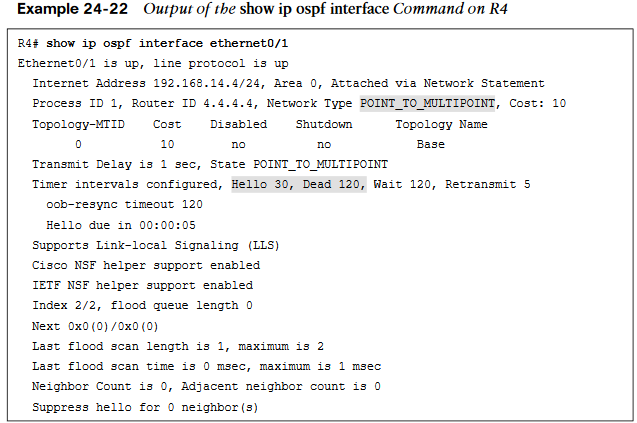 Example 24-22 Output of the show ip ospf interface Command on R4
R4# show ip ospf interface ethernet0/1
Ethernet0/1 is up, line protocol is up
Internet Address 192.168.14.4/24, Area 0, Attached via Network Statement
Process ID 1, Router ID 4.4.4.4, Network Type POINT_TO_MULTIPOINT, Cost: 10
Topology-MTID Cost Disabled Shutdown Topology Name
0 10 no no Base
Transmit Delay is 1 sec, State POINT_TO_MULTIPOINT
Timer intervals configured, Hello 30, Dead 120, Wait 120, Retransmit 5
oob-resync timeout 120
Hello due in 00:00:05
Supports Link-local Signaling (LLS)
Cisco NSF helper support enabled
IETF NSF helper support enabled
Index 2/2, flood queue length 0
Next 0x0(0)/0x0(0)
Last flood scan length is 1, maximum is 2
Last flood scan time is 0 msec, maximum is 1 msec
Neighbor Count is 0, Adjacent neighbor count is 0
Suppress hello for 0 neighbor(s)